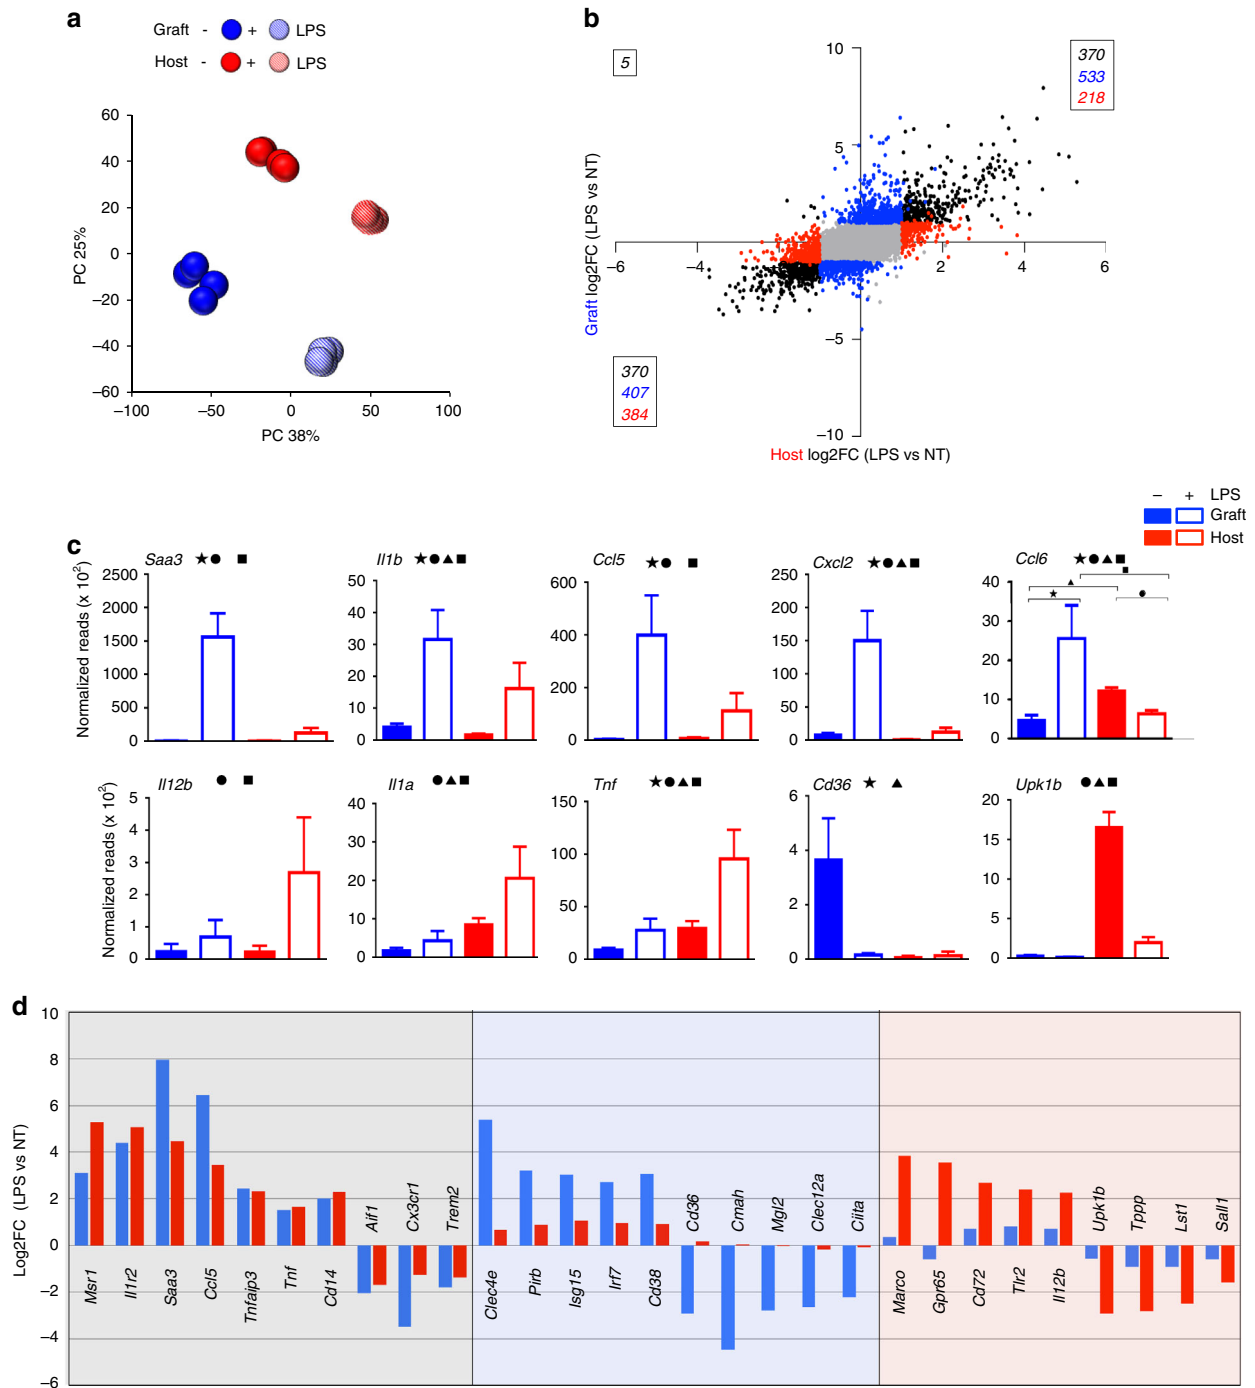 a
Graft - + LPS
Host - + LPS
60
40
20
0
−20
−40
−60
−100 −50 0 50 100
PC 25%
PC 38%
b
5
370
533
218
10
5
−5
−10
−6 −4 −2 2 4 6
370
407
384
Graft log2FC (LPS vs NT)
Host log2FC (LPS vs NT)
− + LPS
Graft
Host
c
Saa3 ★ ● ■
Normalized reads (x 10²)
2500
2000
1500
1000
500
0
Il1b ★ ● ▲ ■
50
40
30
20
10
0
Ccl5 ★ ● ■
600
400
200
0
Cxcl2 ★ ● ▲ ■
250
200
150
100
50
0
Ccl6 ★ ● ▲ ■
40
30
20
10
0
Il12b ● ■
Normalized reads (x 10²)
5
4
3
2
1
0
Il1a ● ▲ ■
40
30
20
10
0
Tnf ★ ● ▲ ■
150
100
50
0
Cd36 ★ ▲
6
4
2
0
Upk1b ● ▲ ■
20
15
10
5
0
d
Log2FC (LPS vs NT)
10
8
6
4
2
0
−2
−4
−6
Msr1 Il1r2 Saa3 Ccl5 Tnfaip3 Tnf Cd14 Aif1 Cx3cr1 Trem2
Clec4e Pirb Isg15 Irf7 Cd38 Cd36 Cmah Mgl2 Clec12a Ciita
Marco Gpr65 Cd72 Tlr2 Il12b Upk1b Tppp Lst1 Sall1